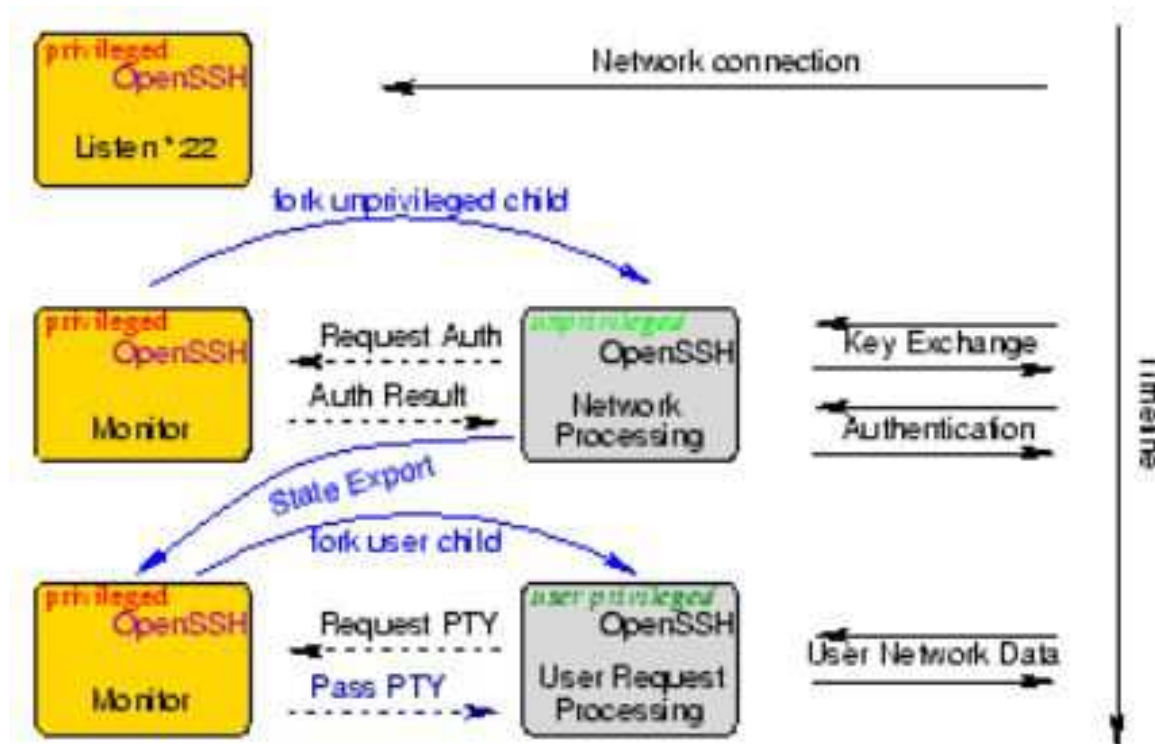 privileged
OpenSSH
Listen *:22
Network connection
fork unprivileged child
privileged
OpenSSH
Monitor
Request Auth
Auth Result
unprivileged
OpenSSH
Network
Processing
Key Exchange
Authentication
Timeline
State Export
fork user child
privileged
OpenSSH
Monitor
Request PTY
Pass PTY
user privileged
OpenSSH
User Request
Processing
User Network Data